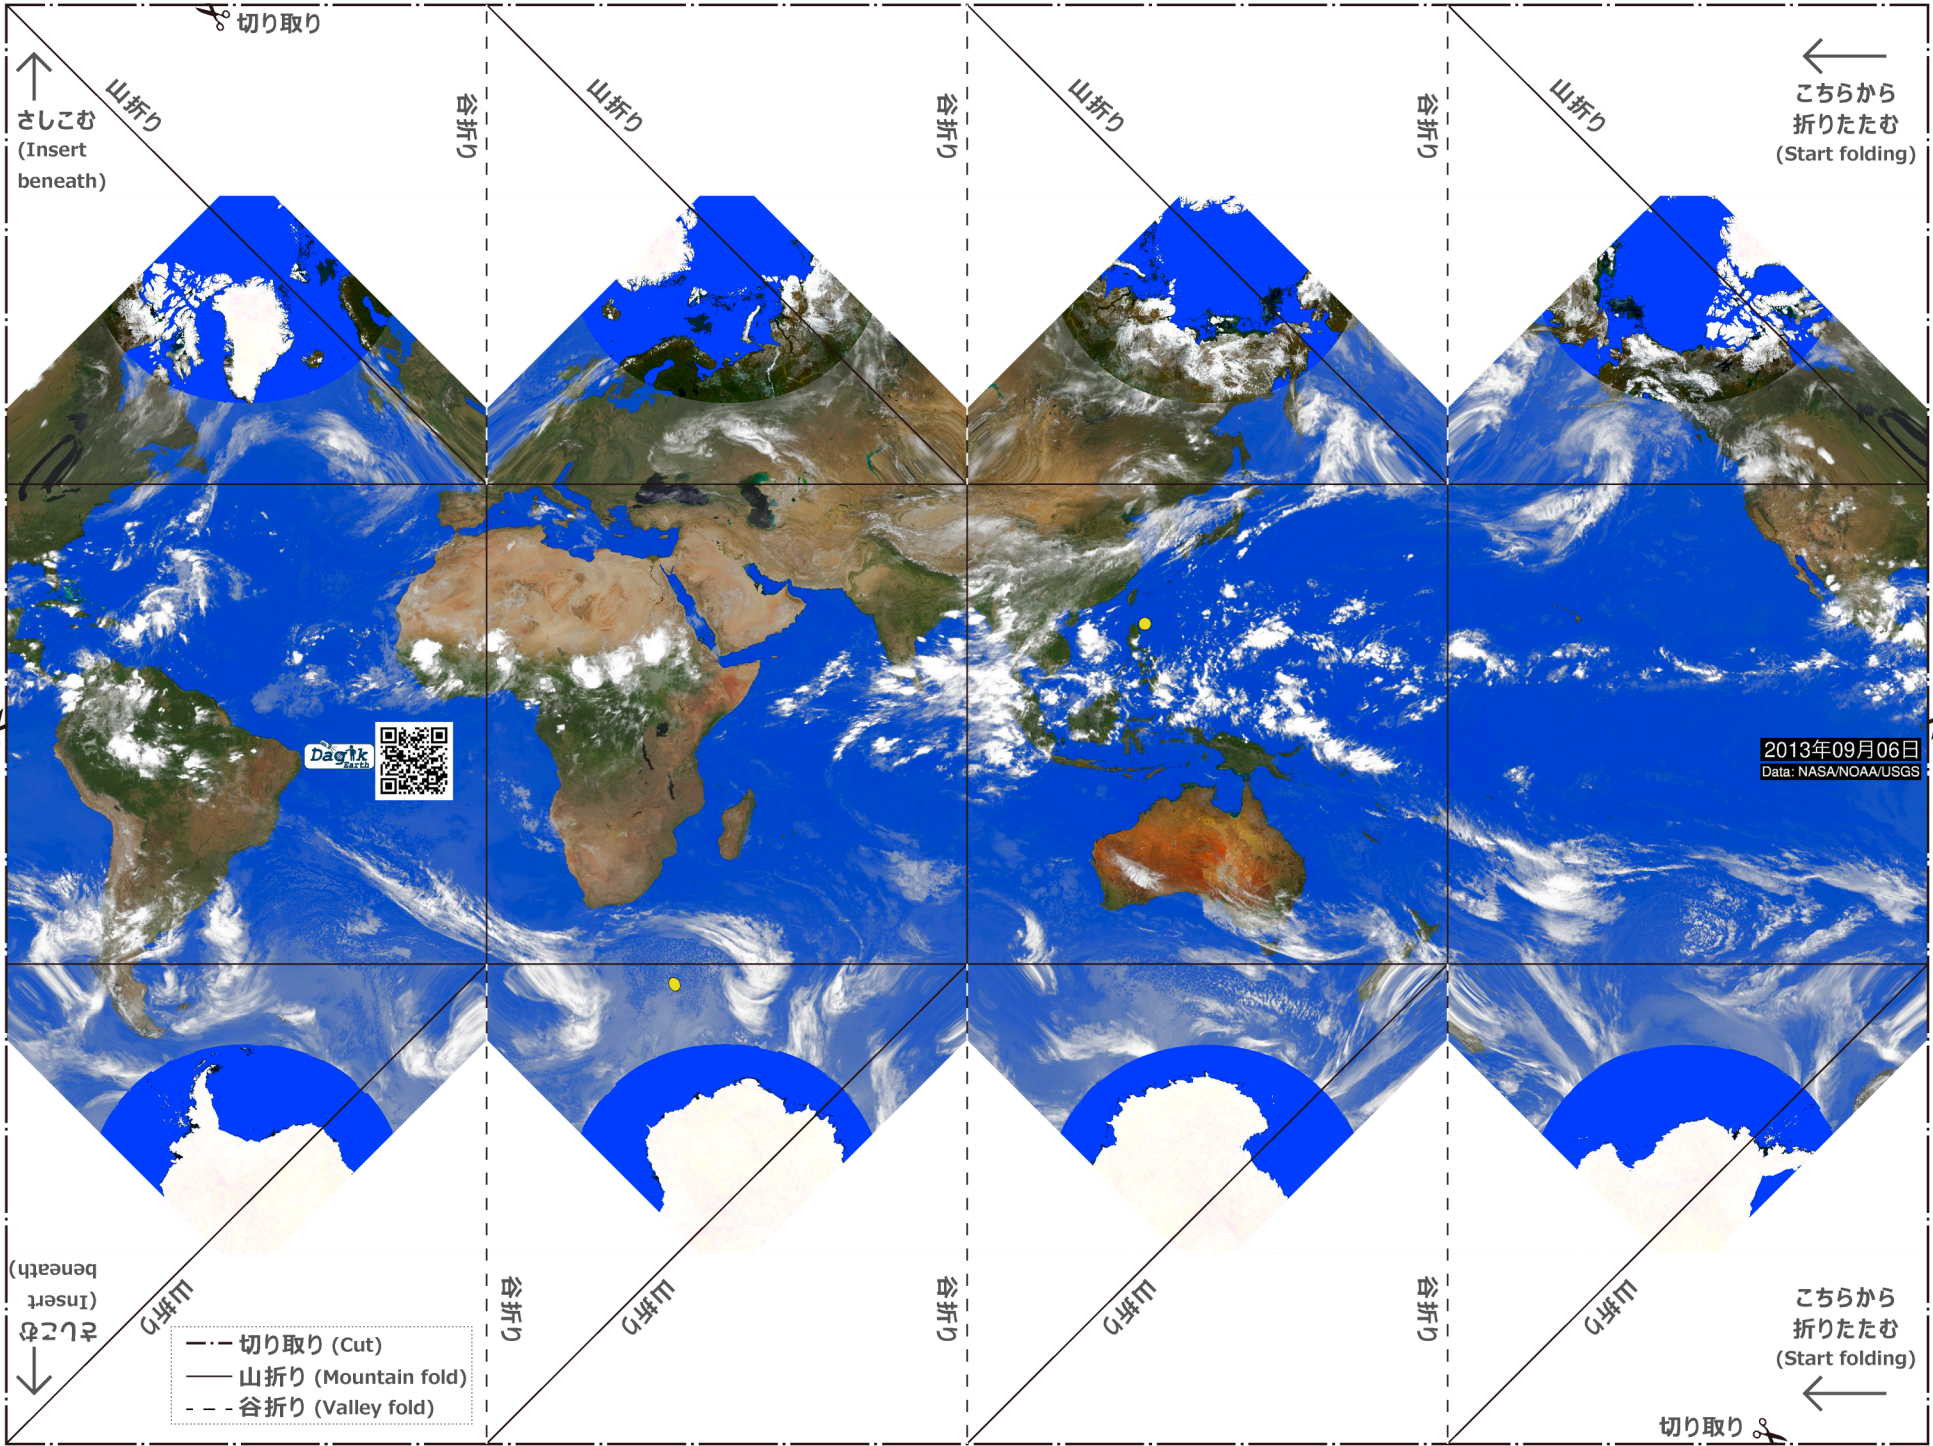 切り取り
こちらから
折りたたむ
(Start folding)
さしこむ
(Insert
beneath)
山折り
谷折り
山折り
谷折り
山折り
谷折り
山折り
Dagik
Earth
2013年09月06日
Data: NASA/NOAA/USGS
さしこむ
(Insert
beneath)
山折り
谷折り
山折り
谷折り
山折り
谷折り
山折り
こちらから
折りたたむ
(Start folding)
切り取り (Cut)
山折り (Mountain fold)
谷折り (Valley fold)
切り取り